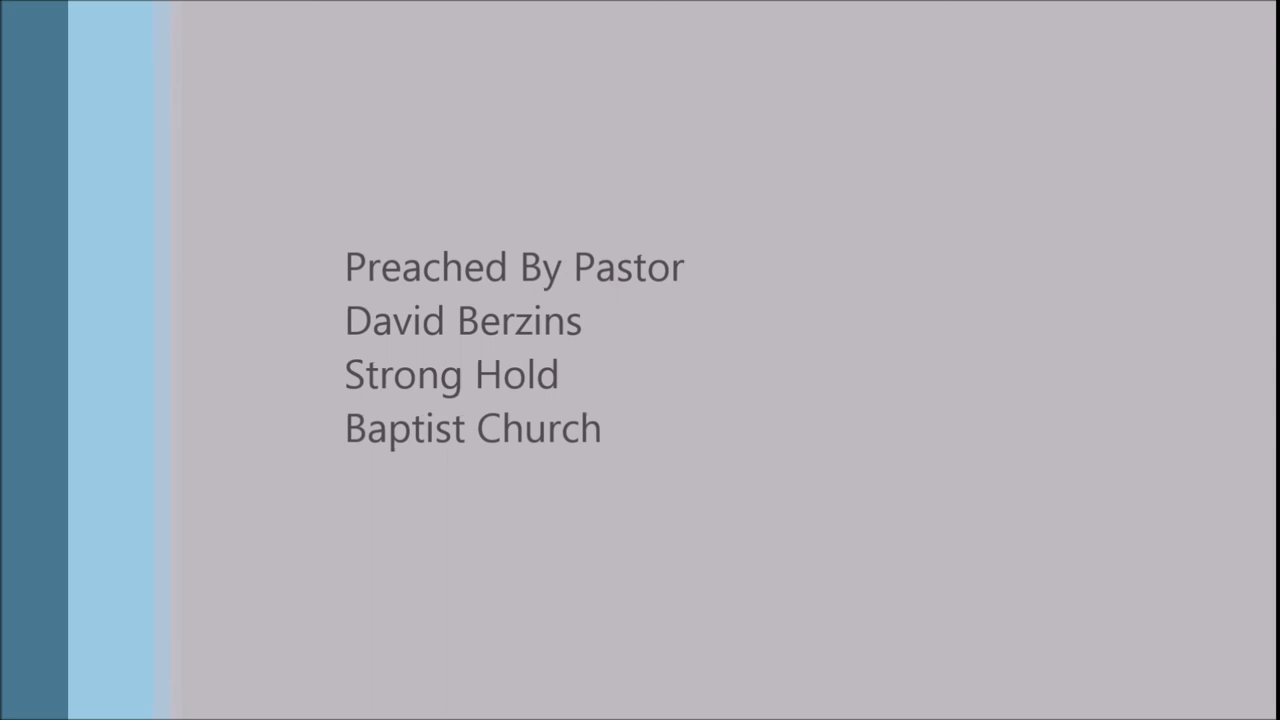 Preached By Pastor
David Berzins
Strong Hold
Baptist Church